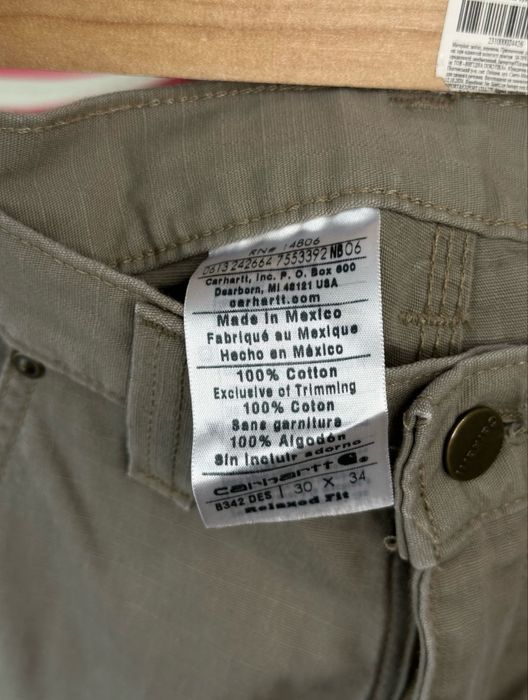 RN# 14806
0613 242664 7553392 NB06
Carhartt, Inc. P. O. Box 600
Dearborn, MI 48121 USA
carhartt.com
Made in Mexico
Fabriqué au Mexique
Hecho en México
100% Cotton
Exclusive of Trimming
100% Coton
Sans garniture
100% Algodón
Sin incluir adorno
carhartt
B342 DES 30 X 34
Relaxed Fit